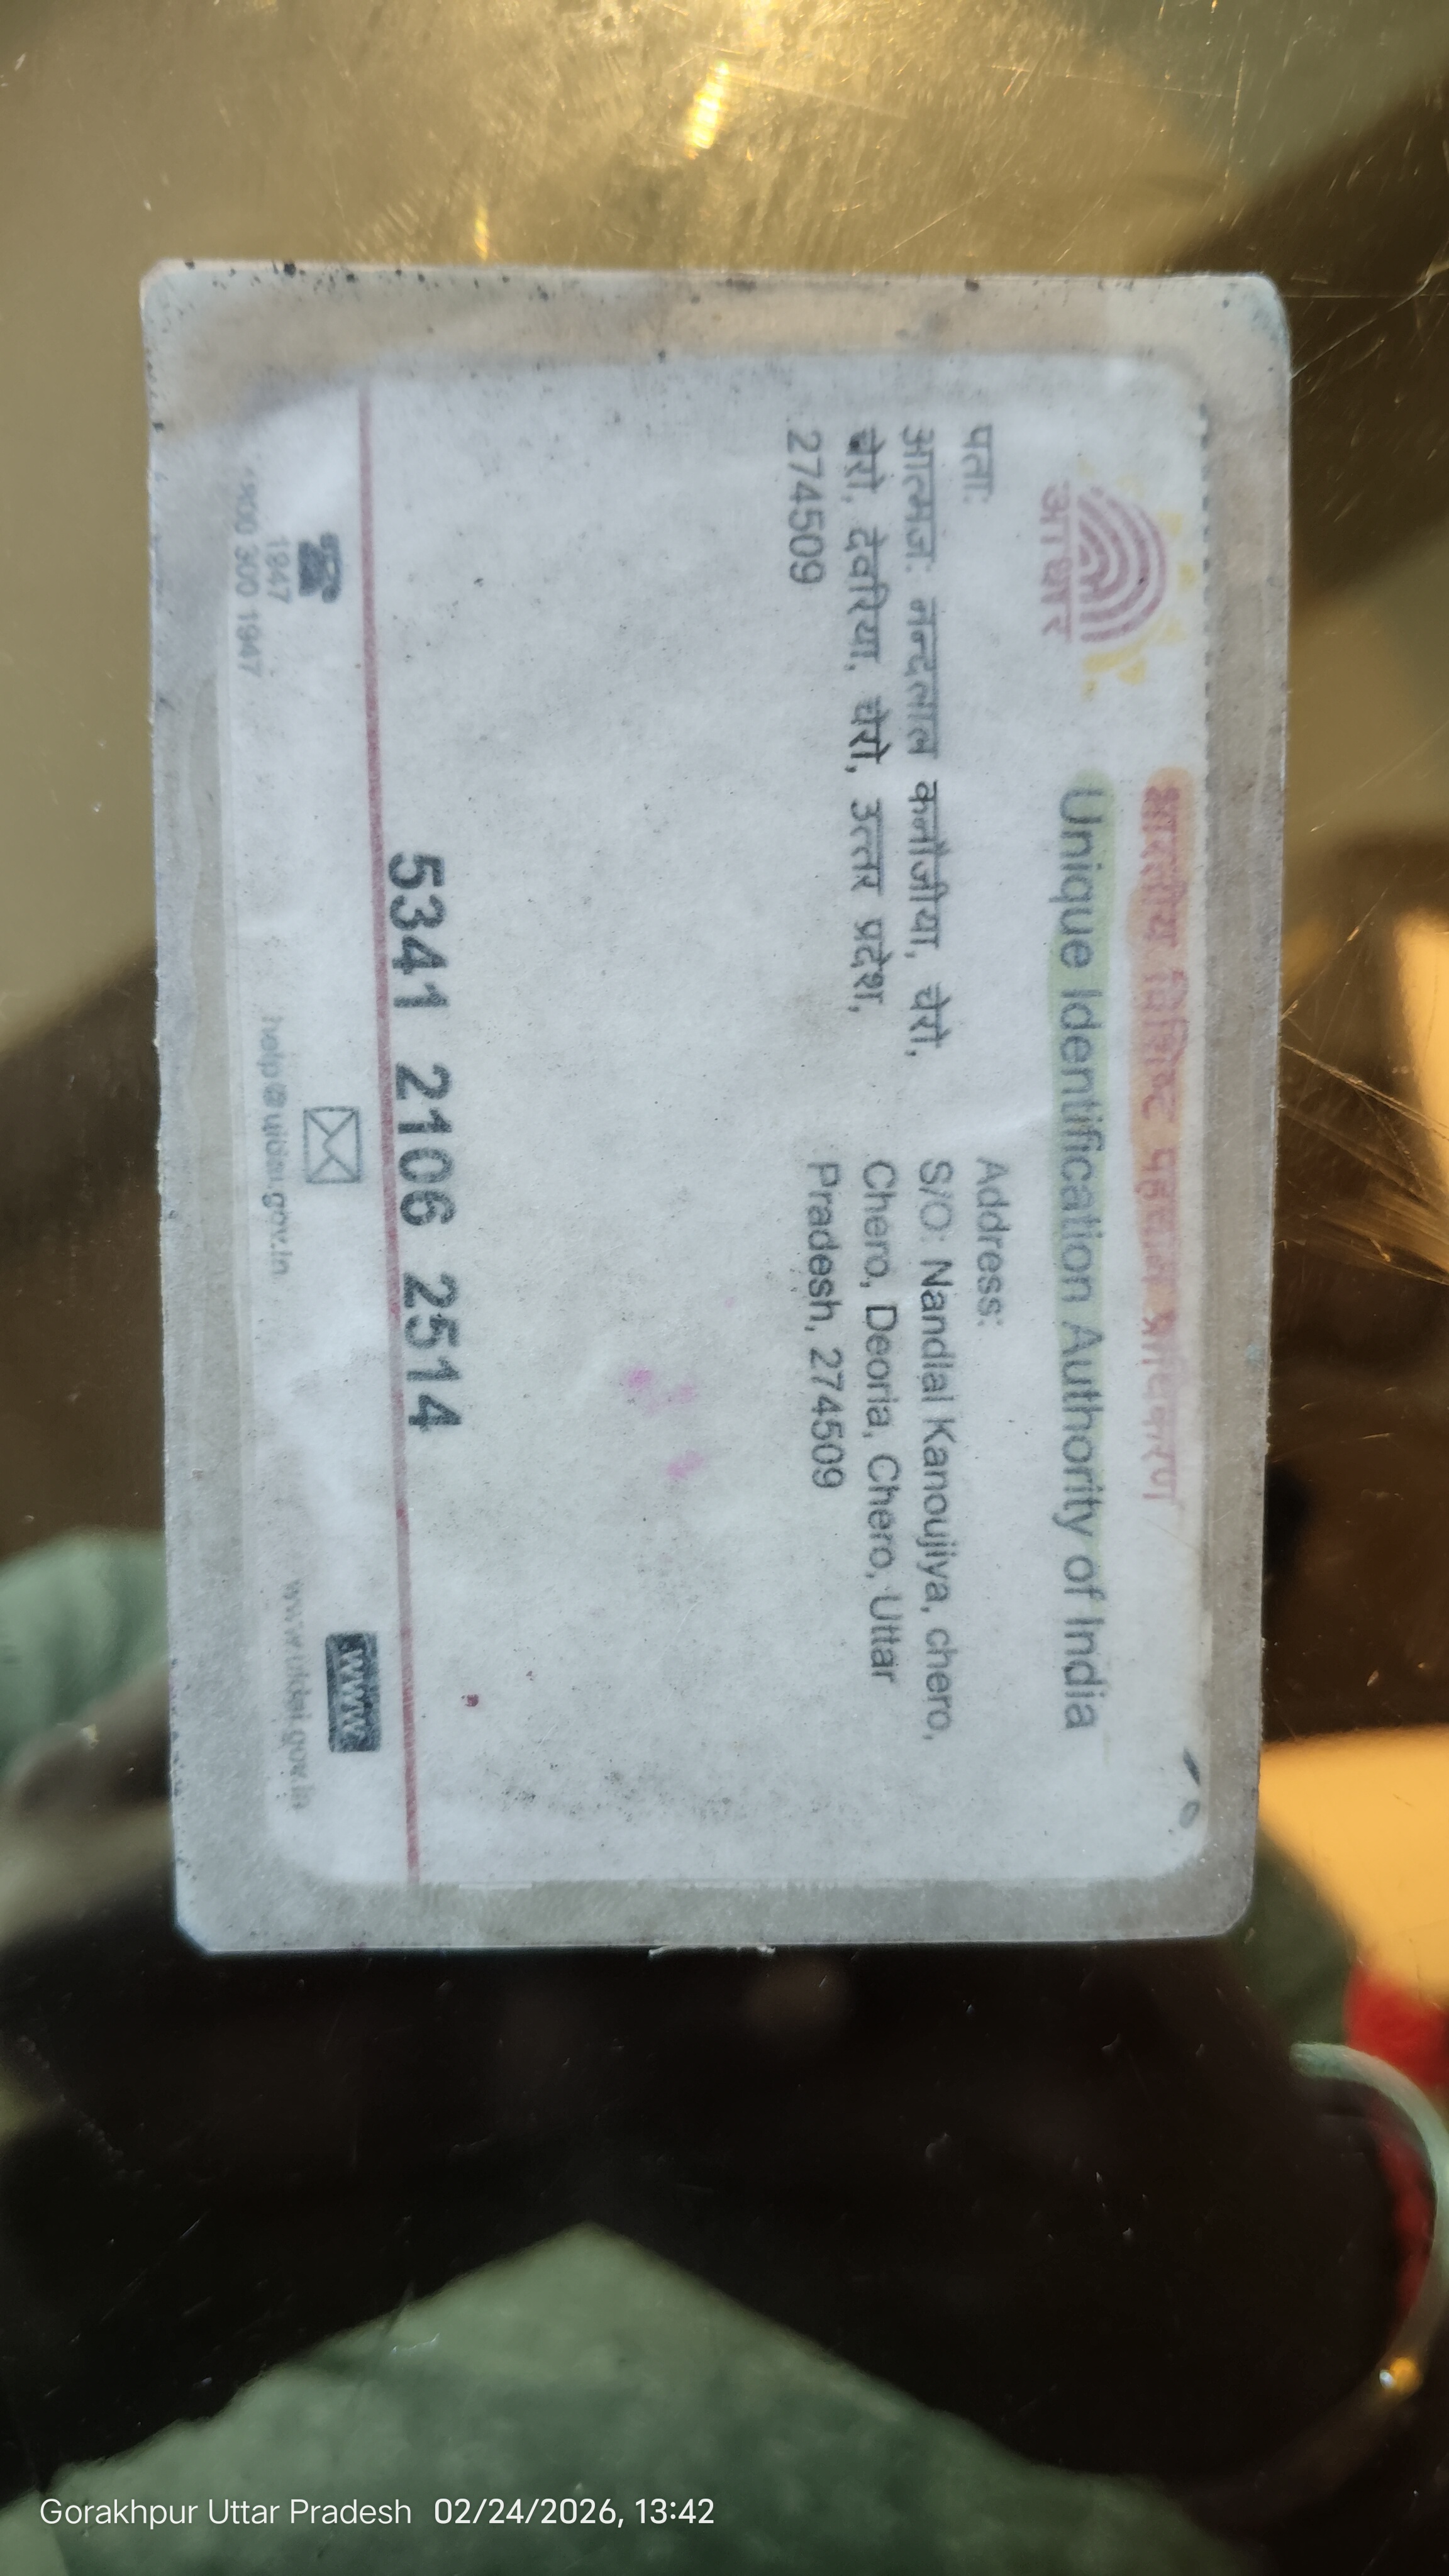 भारतीय विशिष्ट पहचान प्राधिकरण
Unique Identification Authority of India
आधार
पता:
आत्मज: नन्दलाल कनौजीया, चेरो,
चेरो, देवरिया, चेरो, उत्तर प्रदेश,
274509
Address:
S/O: Nandlal Kanoujiya, chero,
Chero, Deoria, Chero, Uttar
Pradesh, 274509
5341 2106 2514
1947
1800 300 1947
help@uidai.gov.in
www
www.uidai.gov.in
Gorakhpur Uttar Pradesh 02/24/2026, 13:42